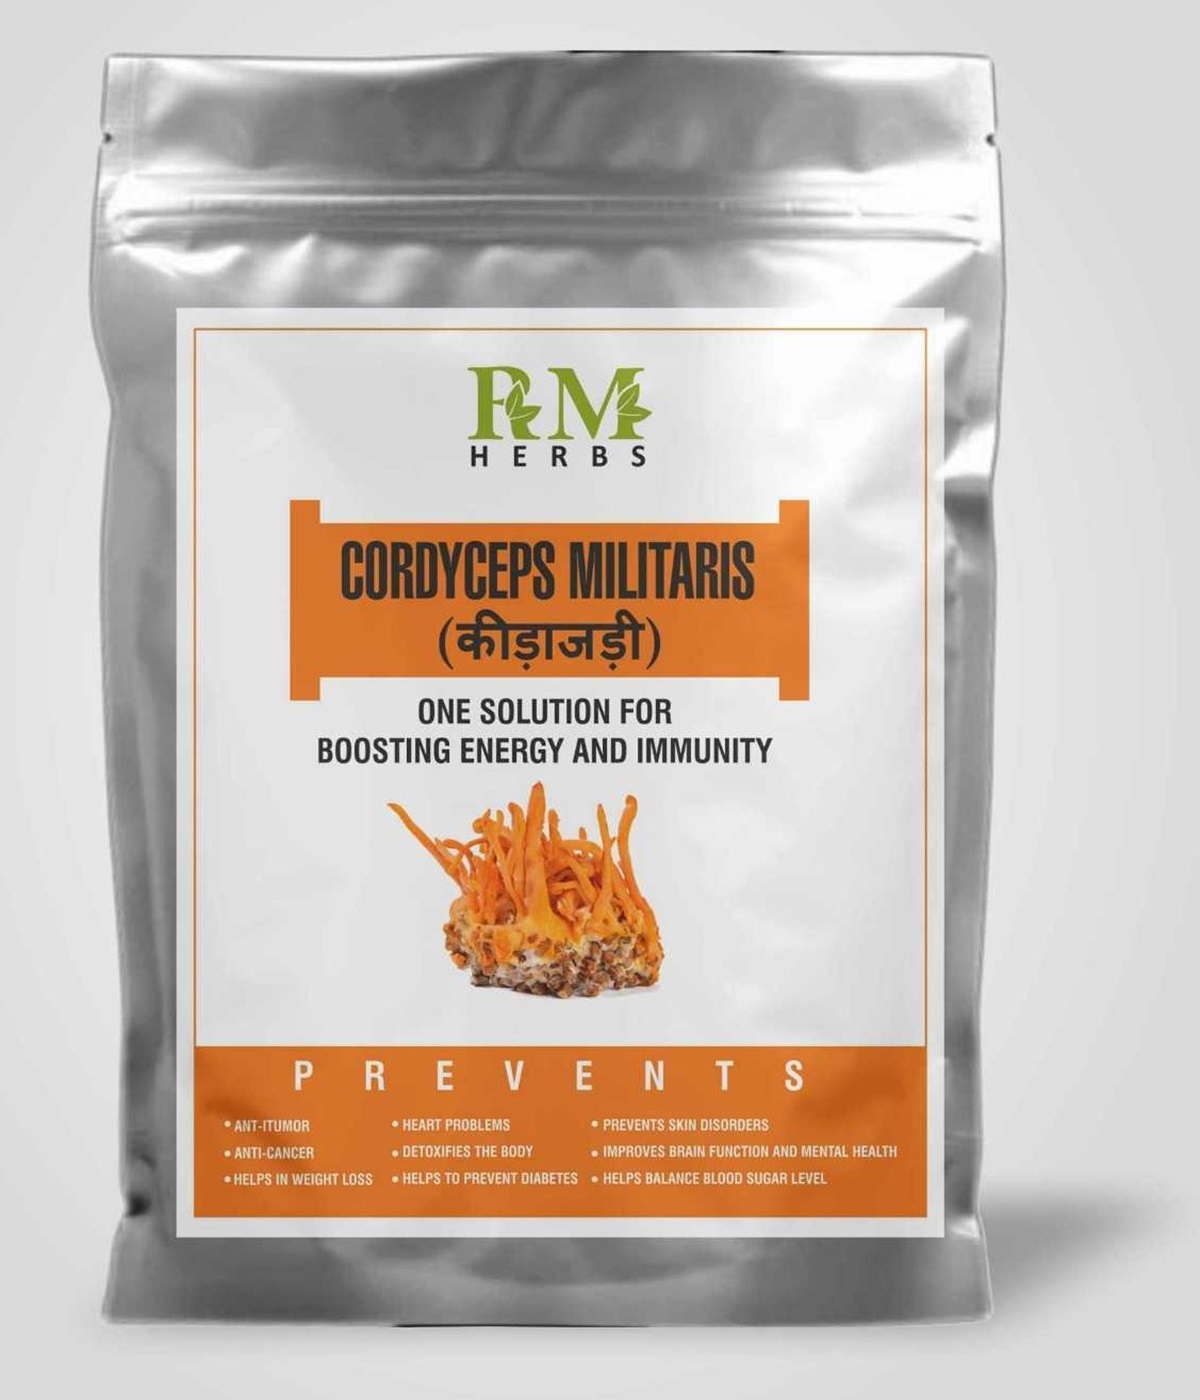 RM
HERBS
CORDYCEPS MILITARIS
(कीड़ाजड़ी)
ONE SOLUTION FOR
BOOSTING ENERGY AND IMMUNITY
PREVENTS
• ANT-ITUMOR
• ANTI-CANCER
• HELPS IN WEIGHT LOSS
• HEART PROBLEMS
• DETOXIFIES THE BODY
• HELPS TO PREVENT DIABETES
• PREVENTS SKIN DISORDERS
• IMPROVES BRAIN FUNCTION AND MENTAL HEALTH
• HELPS BALANCE BLOOD SUGAR LEVEL